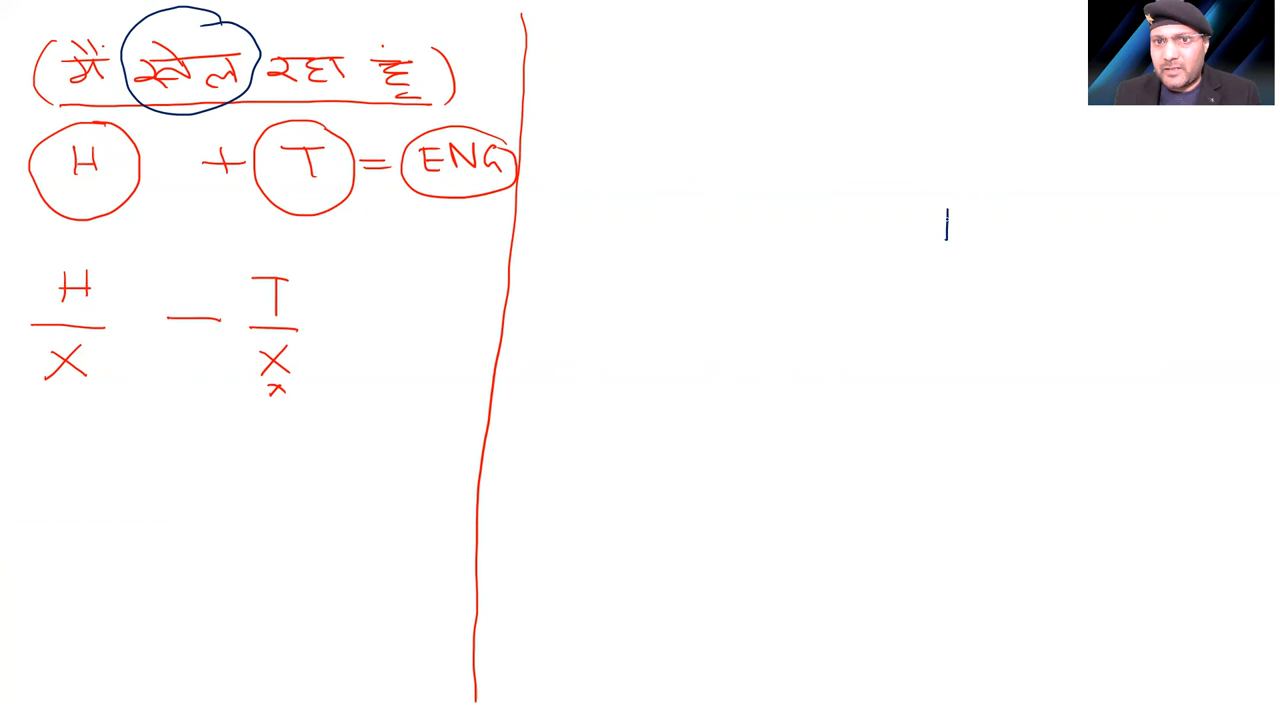 (मैं खेल रहा हूं)
H + T = ENG
H — T
X X
x